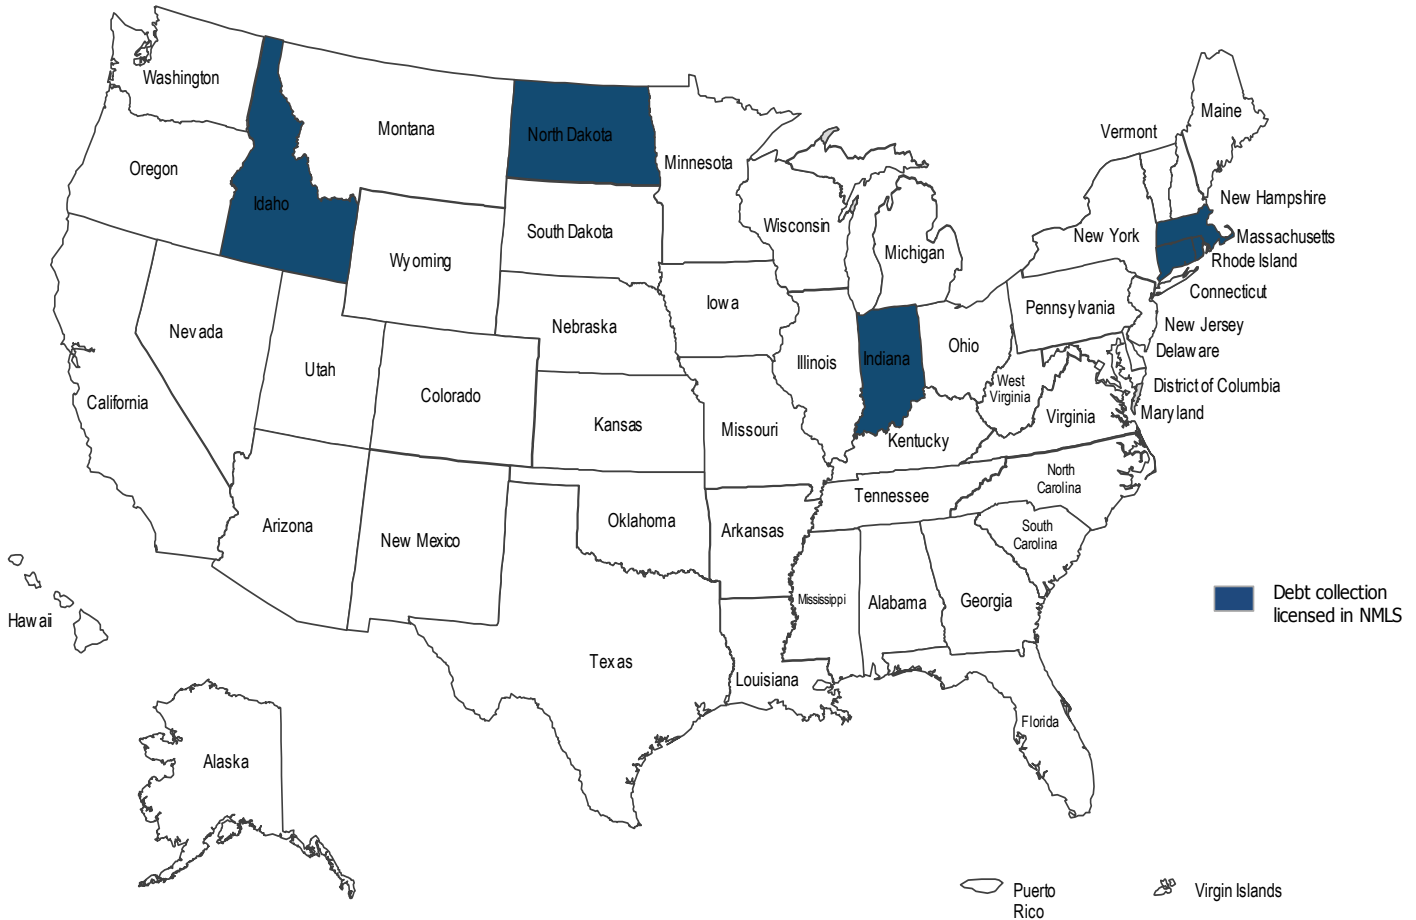 Washington
Montana
North Dakota
Minnesota
Vermont
Maine
Oregon
Idaho
Wyoming
South Dakota
Wisconsin
Michigan
New York
New Hampshire
Massachusetts
Rhode Island
Connecticut
Nevada
Utah
Colorado
Nebraska
Iowa
Illinois
Indiana
Ohio
Pennsylvania
New Jersey
Delaware
District of Columbia
Maryland
West
Virginia
Virginia
California
Kansas
Missouri
Kentucky
Tennessee
North
Carolina
South
Carolina
Arizona
New Mexico
Oklahoma
Arkansas
Mississippi
Alabama
Georgia
Hawaii
Texas
Louisiana
Florida
Alaska
Debt collection
licensed in NMLS
Puerto
Rico
Virgin Islands